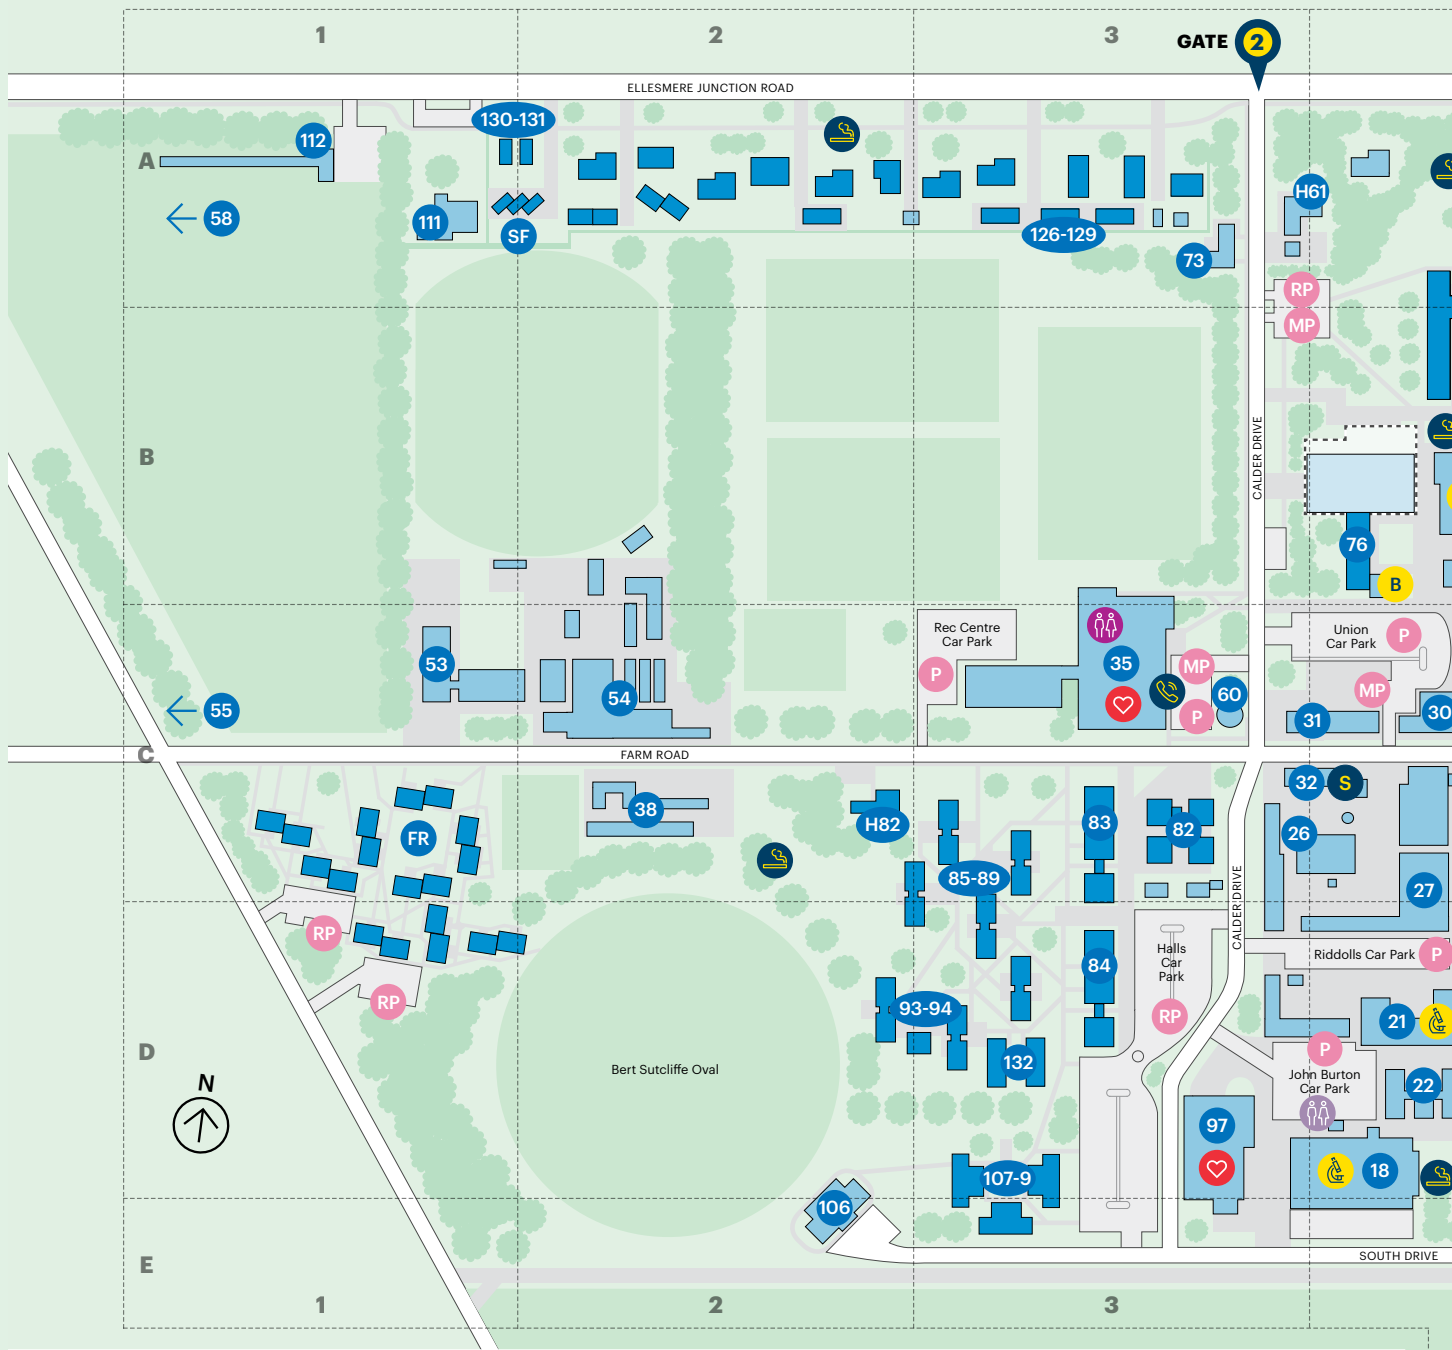 1
2
3
GATE 2
ELLESMERE JUNCTION ROAD
130-131
112
A
H61
58
111
SF
126-129
73
RP
MP
CALDER DRIVE
B
76
B
Rec Centre
Car Park
Union
Car Park
P
53
35
MP
P
54
60
MP
55
P
31
30
C
FARM ROAD
32
S
38
H82
83
82
26
FR
85-89
27
CALDER DRIVE
RP
Halls
Car
Park
Riddolls Car Park
P
84
RP
93-94
RP
21
D
132
P
Bert Sutcliffe Oval
John Burton
Car Park
22
N
97
107-9
18
106
SOUTH DRIVE
E
1
2
3